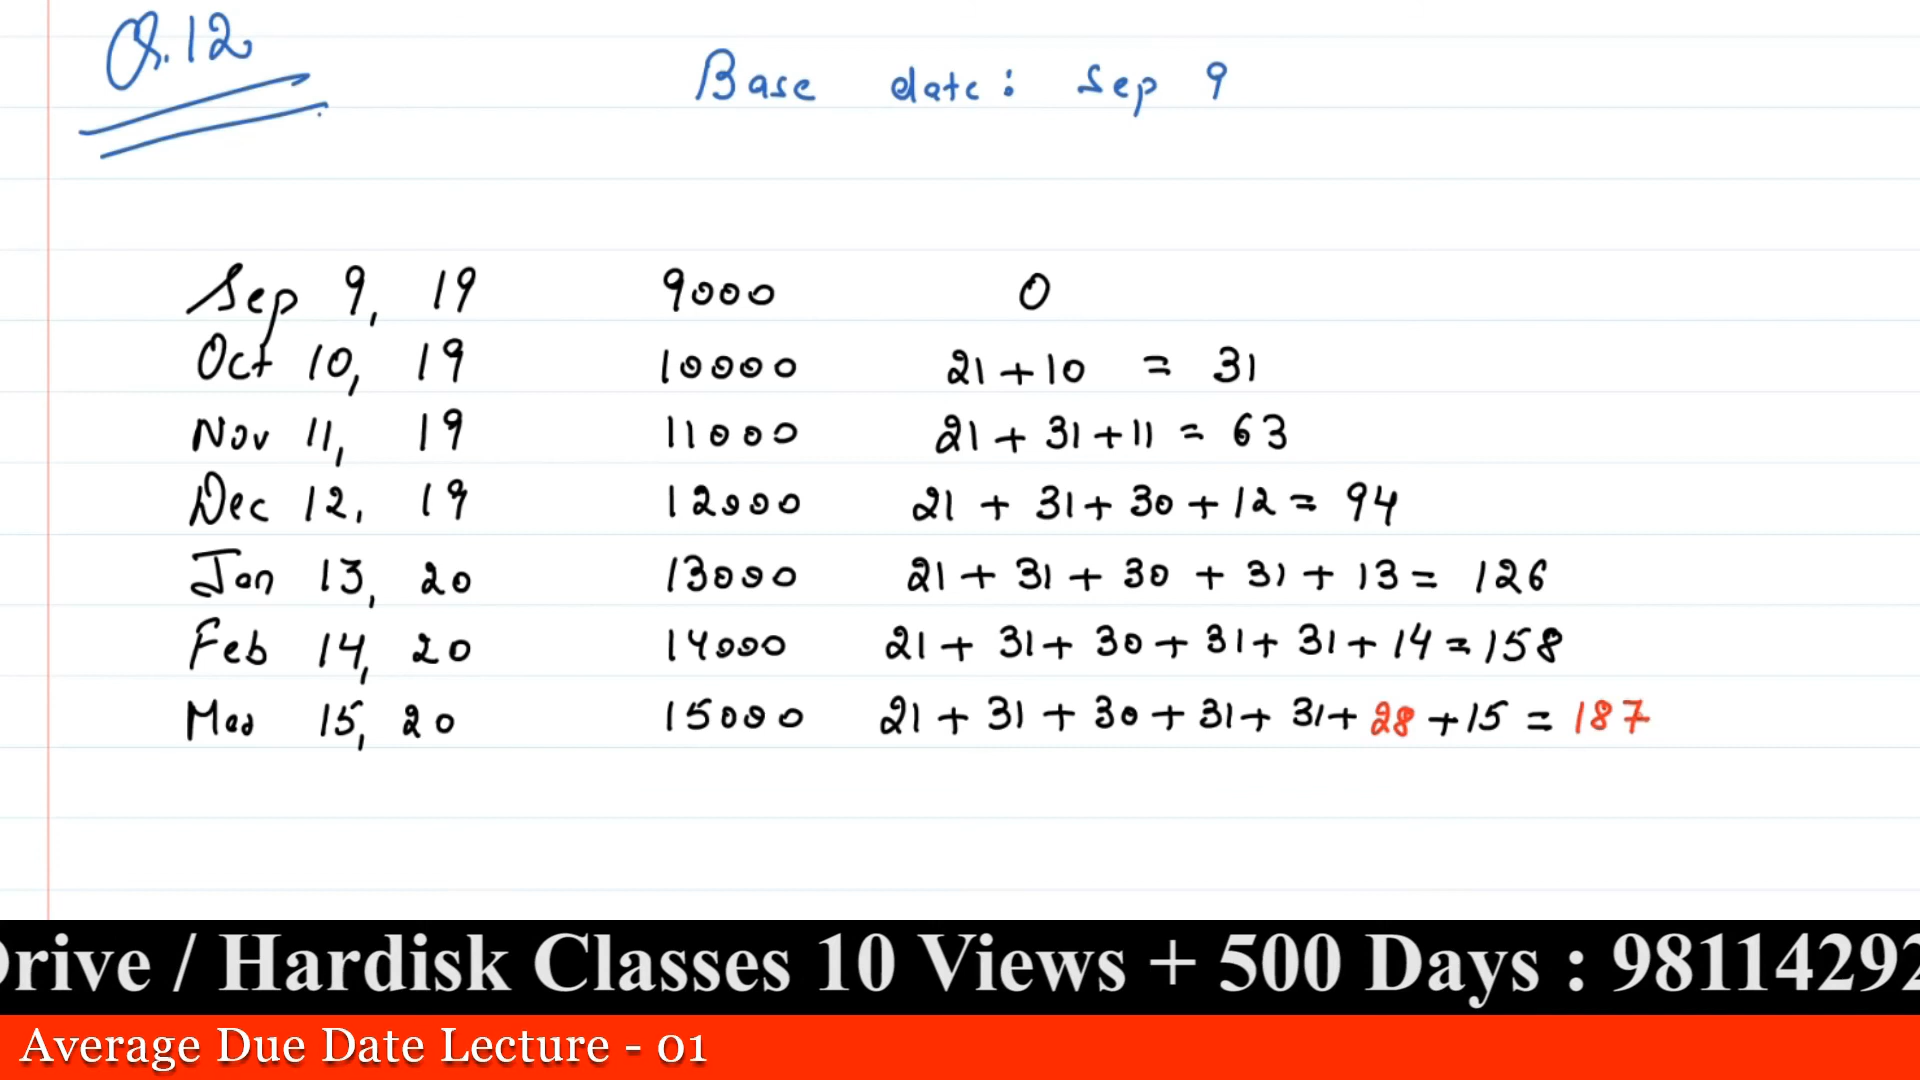 Q.12
Base date: Sep 9
Sep 9, 19 9000 0
Oct 10, 19 10000 21+10 = 31
Nov 11, 19 11000 21 + 31+11 = 63
Dec 12, 19 12000 21 + 31+ 30 + 12 = 94
Jan 13, 20 13000 21 + 31 + 30 + 31 + 13 = 126
Feb 14, 20 14000 21 + 31 + 30 + 31 + 31 + 14 = 158
Mar 15, 20 15000 21 + 31 + 30 + 31 + 31 + 28 + 15 = 187
Drive / Hardisk Classes 10 Views + 500 Days : 98114292
Average Due Date Lecture - 01